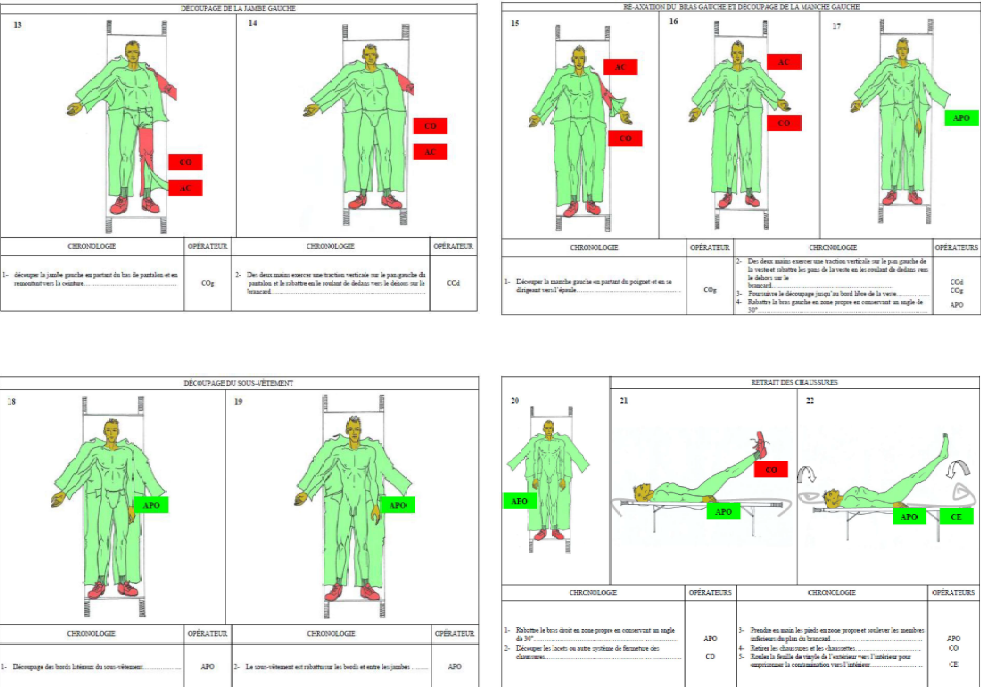 DÉCOUPAGE DE LA JAMBE GAUCHE
13
14
CO
AC
CO
AC
CHRONOLOGIE
OPÉRATEUR
CHRONOLOGIE
OPÉRATEUR
1- découper la jambe gauche en partant du bas de pantalon et en
remontant vers la ceinture
COg
2- Des deux mains exercer une traction verticale sur le pan gauche du
pantalon et le rabattre en le roulant de dedans vers le dehors sur la
brancard
COd
RE-AXATION DU BRAS GAUCHE ET DÉCOUPAGE DE LA MANCHE GAUCHE
15
16
17
AC
CO
AC
CO
APO
CHRONOLOGIE
OPÉRATEUR
CHRONOLOGIE
OPÉRATEURS
1- Découper la manche gauche en partant du poignet et en se
dirigeant vers l'épaule
COg
2- Des deux mains exercer une traction verticale sur le pan gauche de
la veste et rabattre les pans de la veste en les roulant du dedans vers
le dehors sur le
brancard
COd
3- Poursuivre le découpage jusqu'au bord libre de la veste
COg
4- Rabattre le bras gauche en zone propre en conservant un angle de
30°
APO
DÉCOUPAGE DU SOUS-VÊTEMENT
18
19
APO
APO
CHRONOLOGIE
OPÉRATEUR
CHRONOLOGIE
OPÉRATEUR
1- Découpage des bords latéraux du sous-vêtement
APO
2- Le sous-vêtement est rabattu sur les bords et entre les jambes
APO
RETRAIT DES CHAUSSURES
20
21
22
APO
CO
APO
APO
CE
CHRONOLOGIE
OPÉRATEURS
CHRONOLOGIE
OPÉRATEURS
1- Rabattre le bras droit en zone propre en conservant un angle
de 30°
APO
2- Découper les lacets ou autre système de fermeture des
chaussures
CO
3- Prendre en main les pieds en zone propre et soulever les membres
inférieurs du plan du brancard
APO
4- Retirer les chaussures et les chaussettes
CO
5- Rouler la feuille de vinyle de l'extérieur vers l'intérieur pour
emprisonner la contamination vers l'intérieur
CE